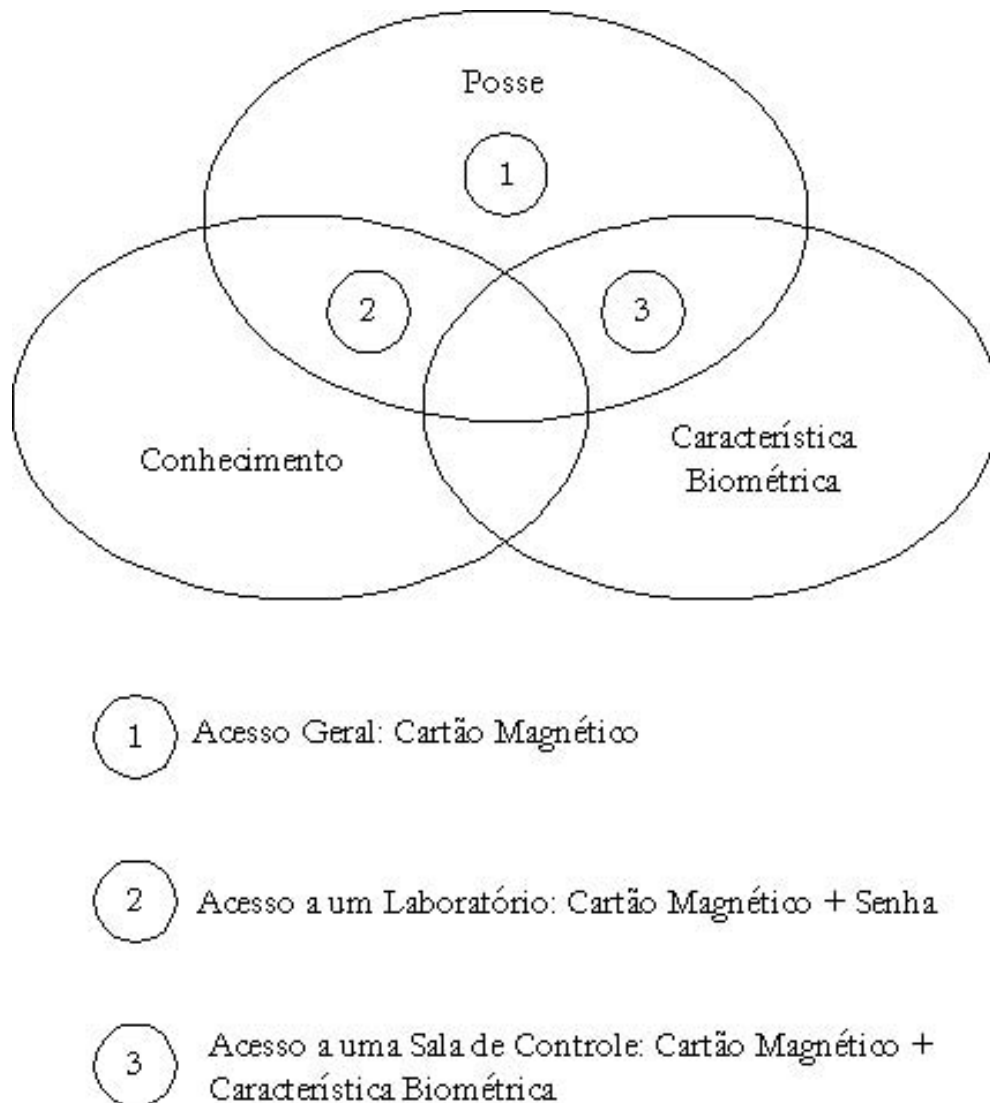 Posse
1
2
3
Conhecimento
Característica
Biométrica
1 Acesso Geral: Cartão Magnético
2 Acesso a um Laboratório: Cartão Magnético + Senha
3 Acesso a uma Sala de Controle: Cartão Magnético +
Característica Biométrica